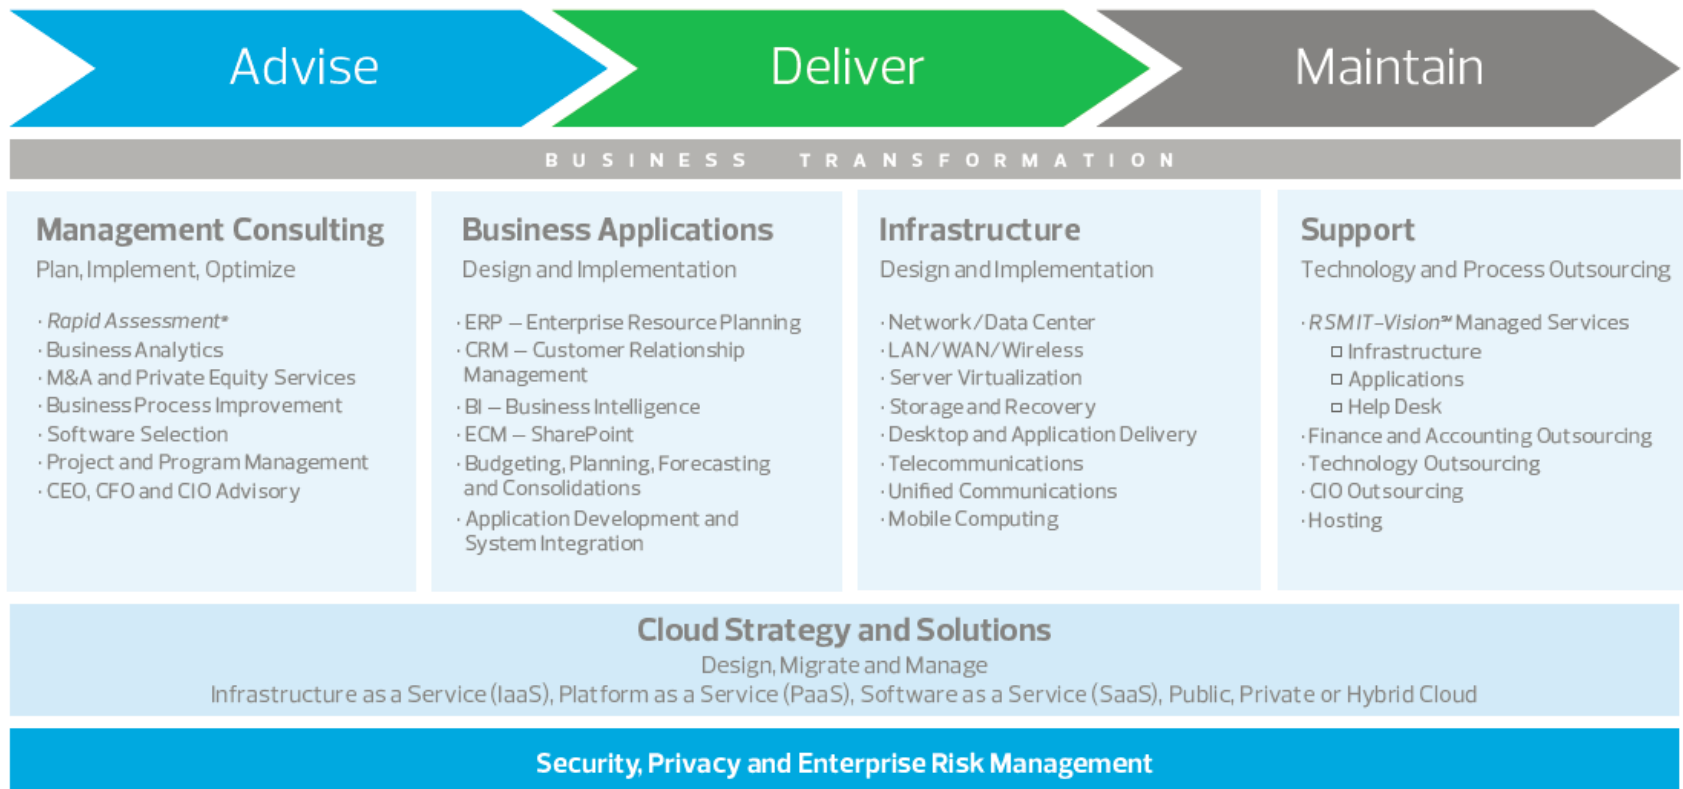 Advise
Deliver
Maintain
BUSINESS TRANSFORMATION
Management Consulting
Plan, Implement, Optimize
· Rapid Assessment®
· Business Analytics
· M&A and Private Equity Services
· Business Process Improvement
· Software Selection
· Project and Program Management
· CEO, CFO and CIO Advisory
Business Applications
Design and Implementation
· ERP – Enterprise Resource Planning
· CRM – Customer Relationship
Management
· BI – Business Intelligence
· ECM – SharePoint
· Budgeting, Planning, Forecasting
and Consolidations
· Application Development and
System Integration
Infrastructure
Design and Implementation
· Network/Data Center
· LAN/WAN/Wireless
· Server Virtualization
· Storage and Recovery
· Desktop and Application Delivery
· Telecommunications
· Unified Communications
· Mobile Computing
Support
Technology and Process Outsourcing
· RSMIT-Vision℠ Managed Services
□ Infrastructure
□ Applications
□ Help Desk
· Finance and Accounting Outsourcing
· Technology Outsourcing
· CIO Outsourcing
· Hosting
Cloud Strategy and Solutions
Design, Migrate and Manage
Infrastructure as a Service (IaaS), Platform as a Service (PaaS), Software as a Service (SaaS), Public, Private or Hybrid Cloud
Security, Privacy and Enterprise Risk Management